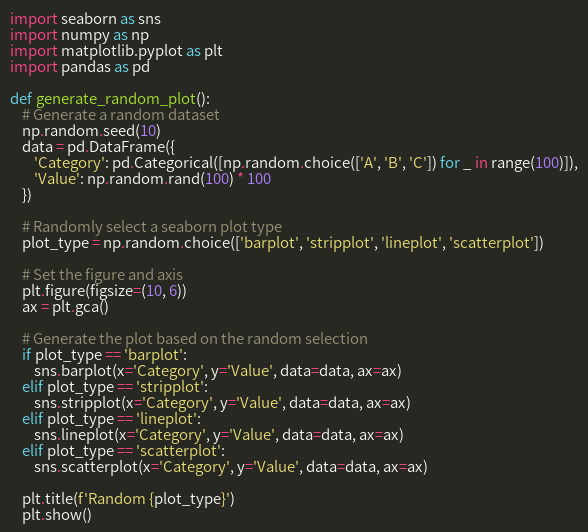 import seaborn as sns
import numpy as np
import matplotlib.pyplot as plt
import pandas as pd

def generate_random_plot():
    # Generate a random dataset
    np.random.seed(10)
    data = pd.DataFrame({
        'Category': pd.Categorical([np.random.choice(['A', 'B', 'C']) for _ in range(100)]),
        'Value': np.random.rand(100) * 100
    })

    # Randomly select a seaborn plot type
    plot_type = np.random.choice(['barplot', 'stripplot', 'lineplot', 'scatterplot'])

    # Set the figure and axis
    plt.figure(figsize=(10, 6))
    ax = plt.gca()

    # Generate the plot based on the random selection
    if plot_type == 'barplot':
        sns.barplot(x='Category', y='Value', data=data, ax=ax)
    elif plot_type == 'stripplot':
        sns.stripplot(x='Category', y='Value', data=data, ax=ax)
    elif plot_type == 'lineplot':
        sns.lineplot(x='Category', y='Value', data=data, ax=ax)
    elif plot_type == 'scatterplot':
        sns.scatterplot(x='Category', y='Value', data=data, ax=ax)

    plt.title(f'Random {plot_type}')
    plt.show()